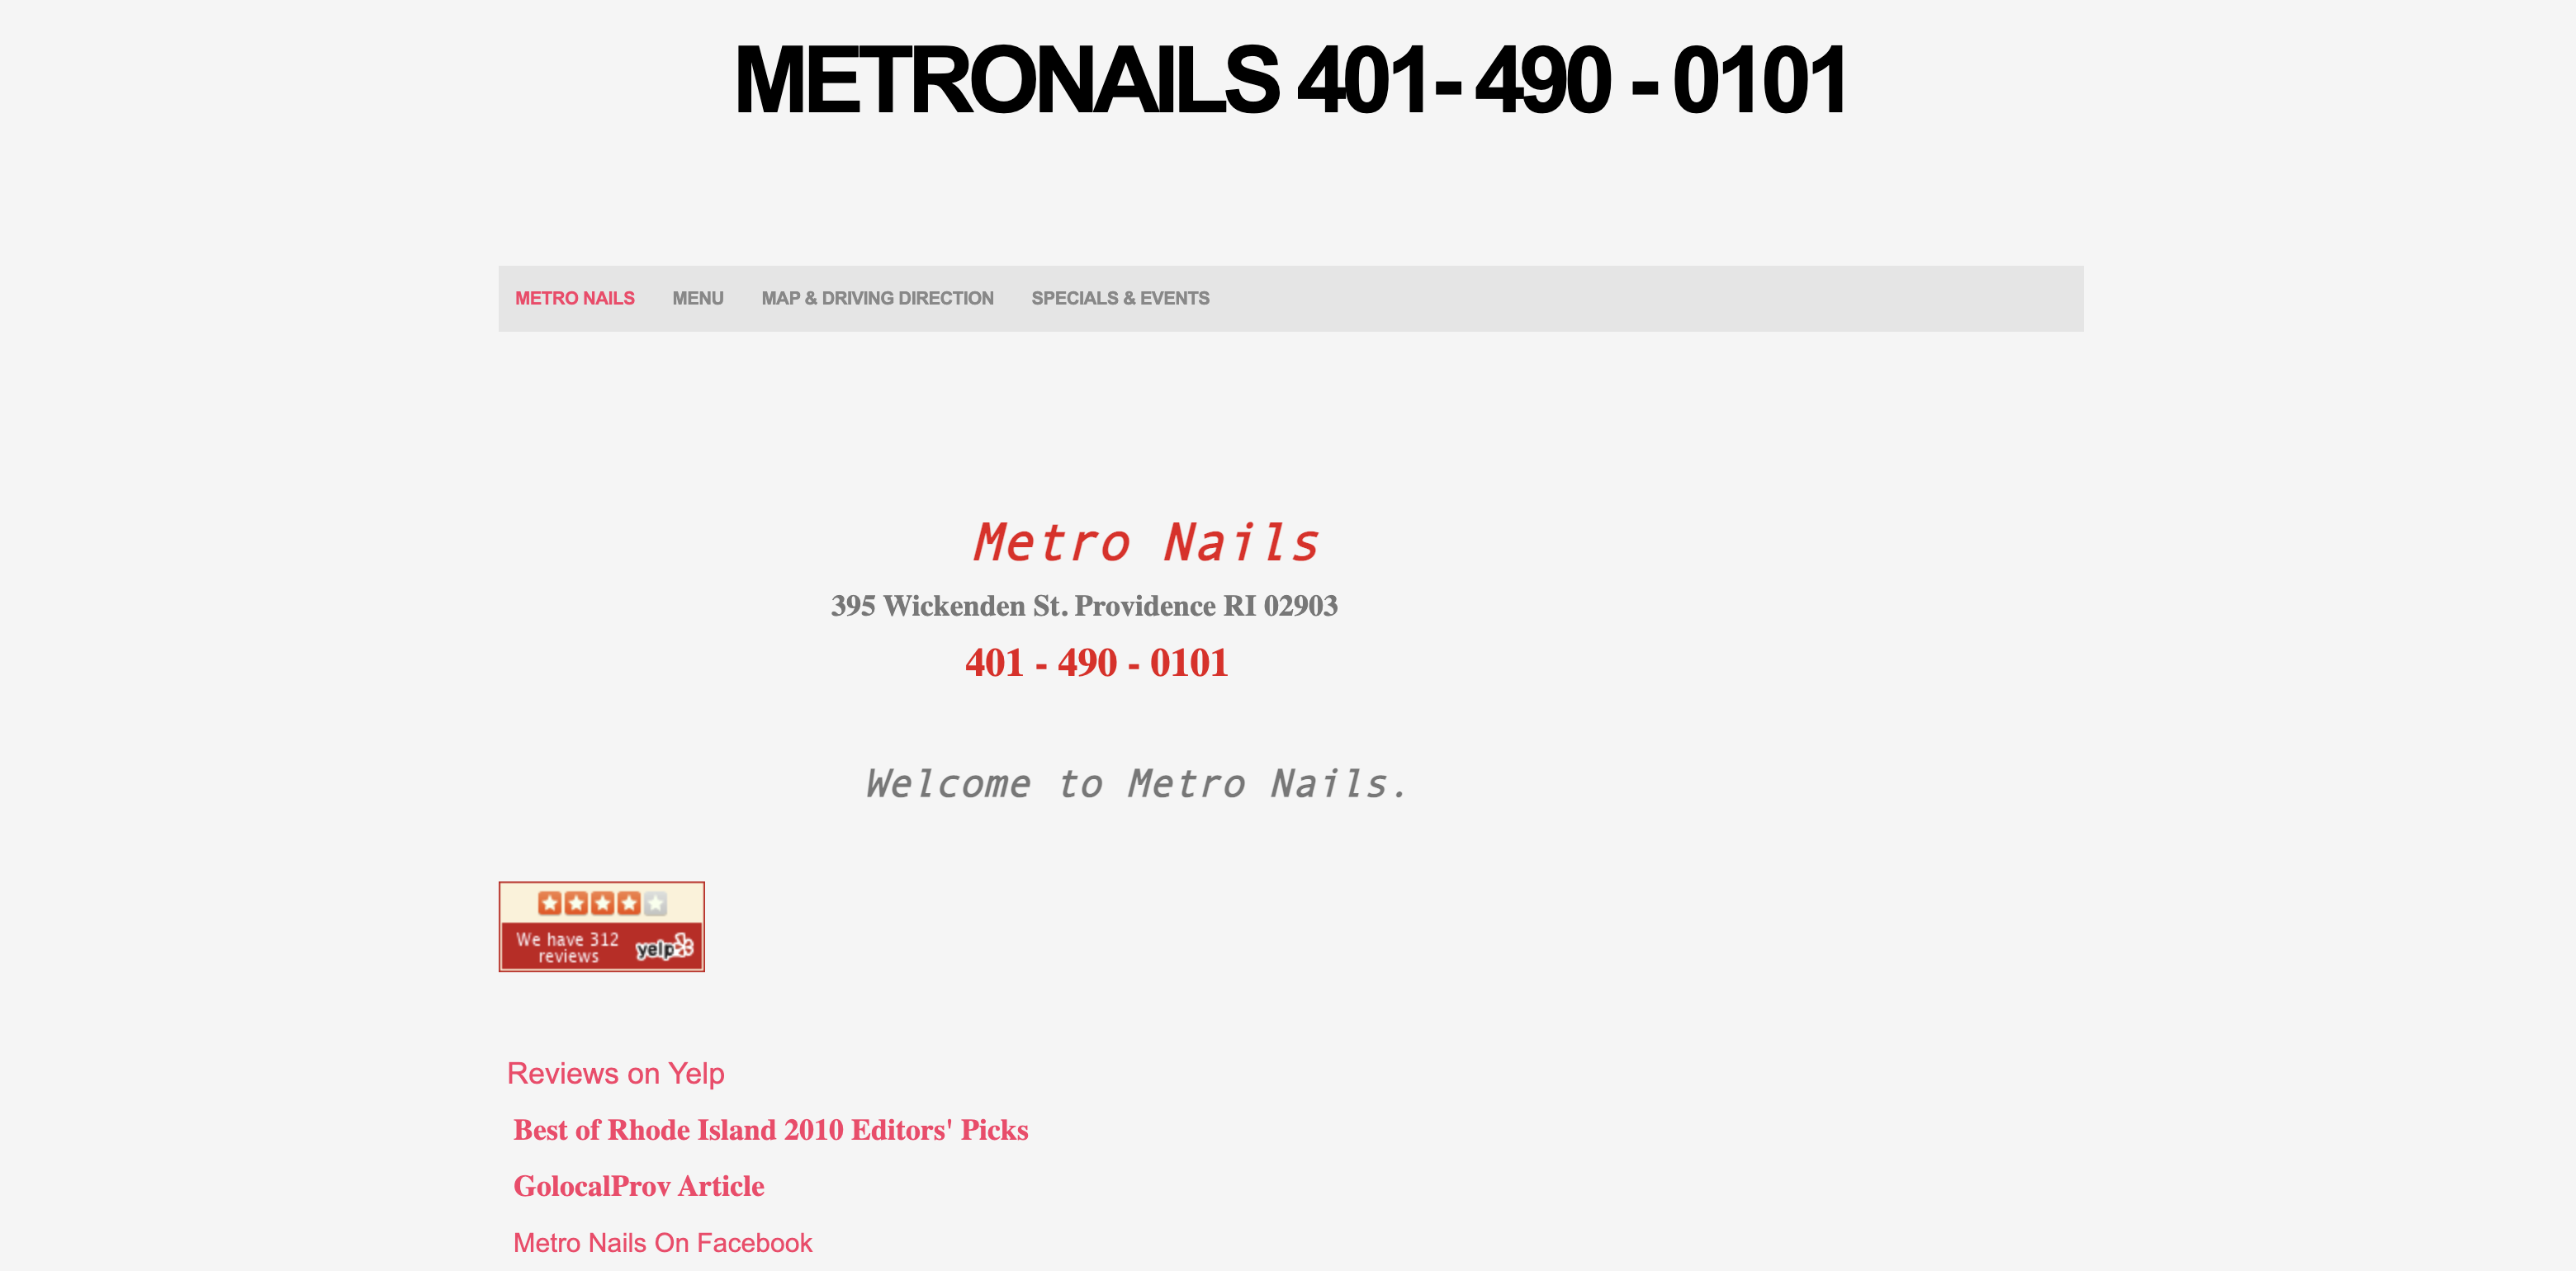 METRONAILS 401- 490 - 0101
METRO NAILS MENU MAP & DRIVING DIRECTION SPECIALS & EVENTS
Metro Nails
395 Wickenden St. Providence RI 02903
401 - 490 - 0101
Welcome to Metro Nails.
We have 312
reviews
yelp
Reviews on Yelp
Best of Rhode Island 2010 Editors' Picks
GolocalProv Article
Metro Nails On Facebook